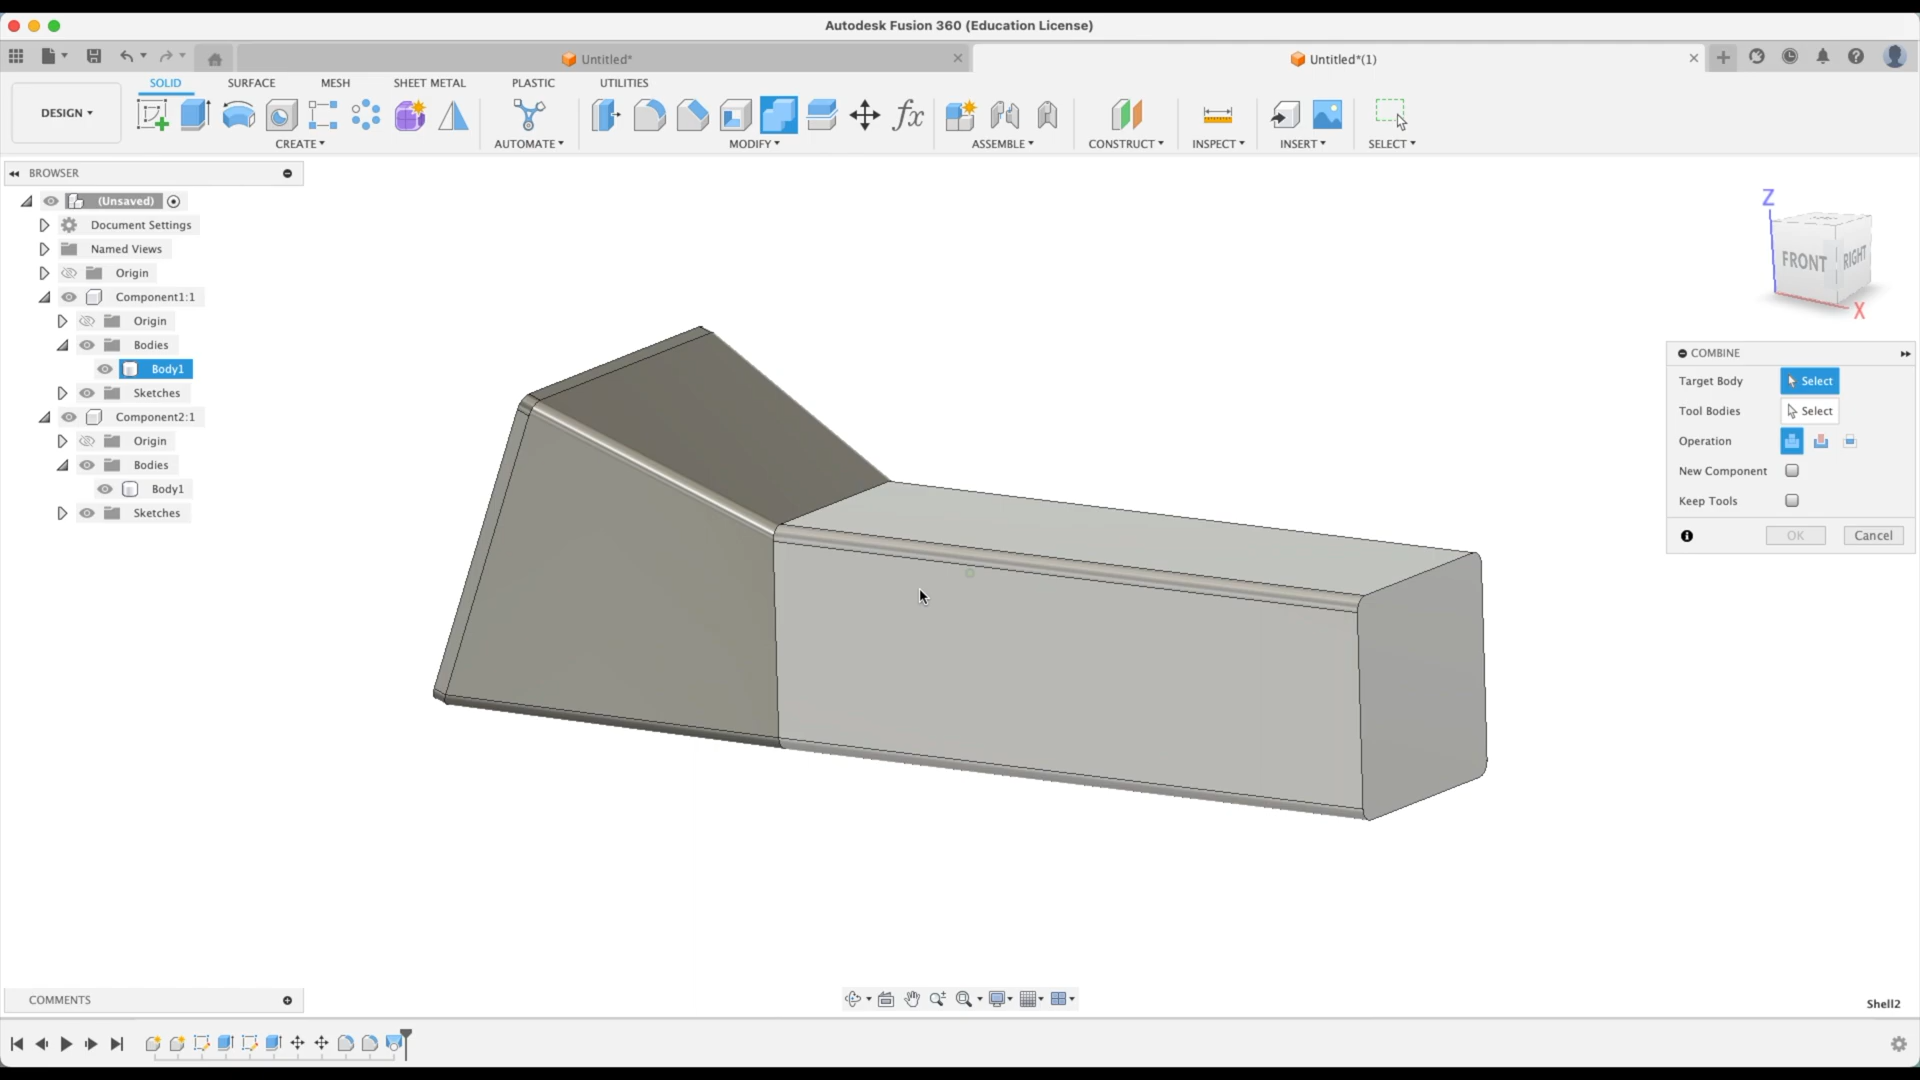 Autodesk Fusion 360 (Education License)
Untitled*
Untitled*(1)
SOLID
SURFACE
MESH
SHEET METAL
PLASTIC
UTILITIES
DESIGN
fx
CREATE
AUTOMATE
MODIFY
ASSEMBLE
CONSTRUCT
INSPECT
INSERT
SELECT
BROWSER
(Unsaved)
Document Settings
Named Views
Origin
Component1:1
Origin
Bodies
Body1
Sketches
Component2:1
Origin
Bodies
Body1
Sketches
Z
FRONT
RIGHT
X
COMBINE
Target Body
Select
Tool Bodies
Select
Operation
New Component
Keep Tools
OK
Cancel
COMMENTS
Shell2